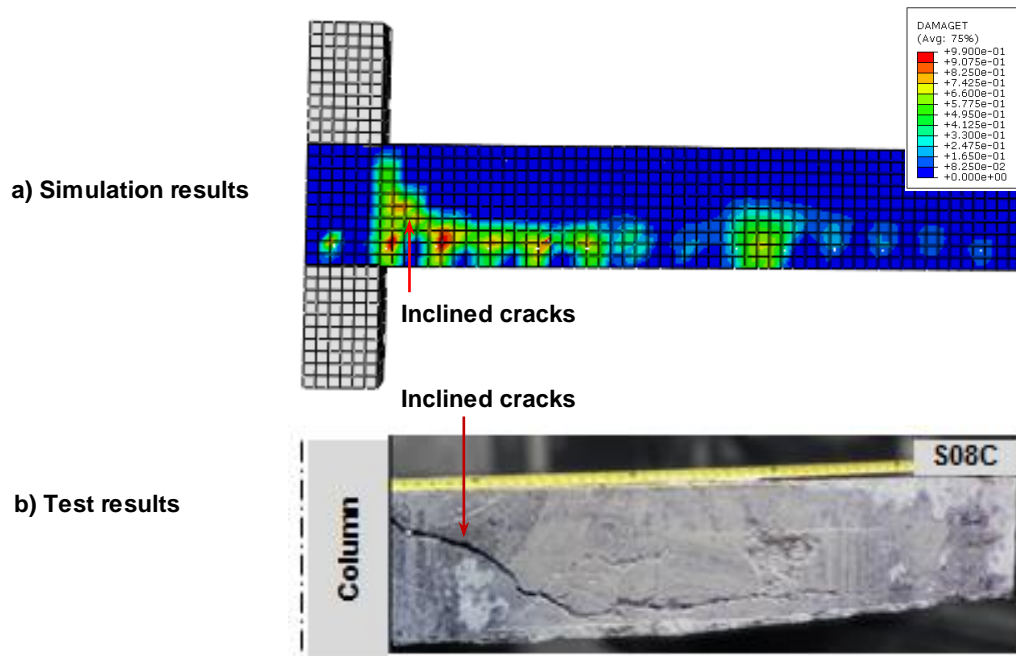 DAMAGET
(Avg: 75%)
+9.900e-01
+9.075e-01
+8.250e-01
+7.425e-01
+6.600e-01
+5.775e-01
+4.950e-01
+4.125e-01
+3.300e-01
+2.475e-01
+1.650e-01
+8.250e-02
+0.000e+00
a) Simulation results
Inclined cracks
Inclined cracks
S08C
b) Test results
Column